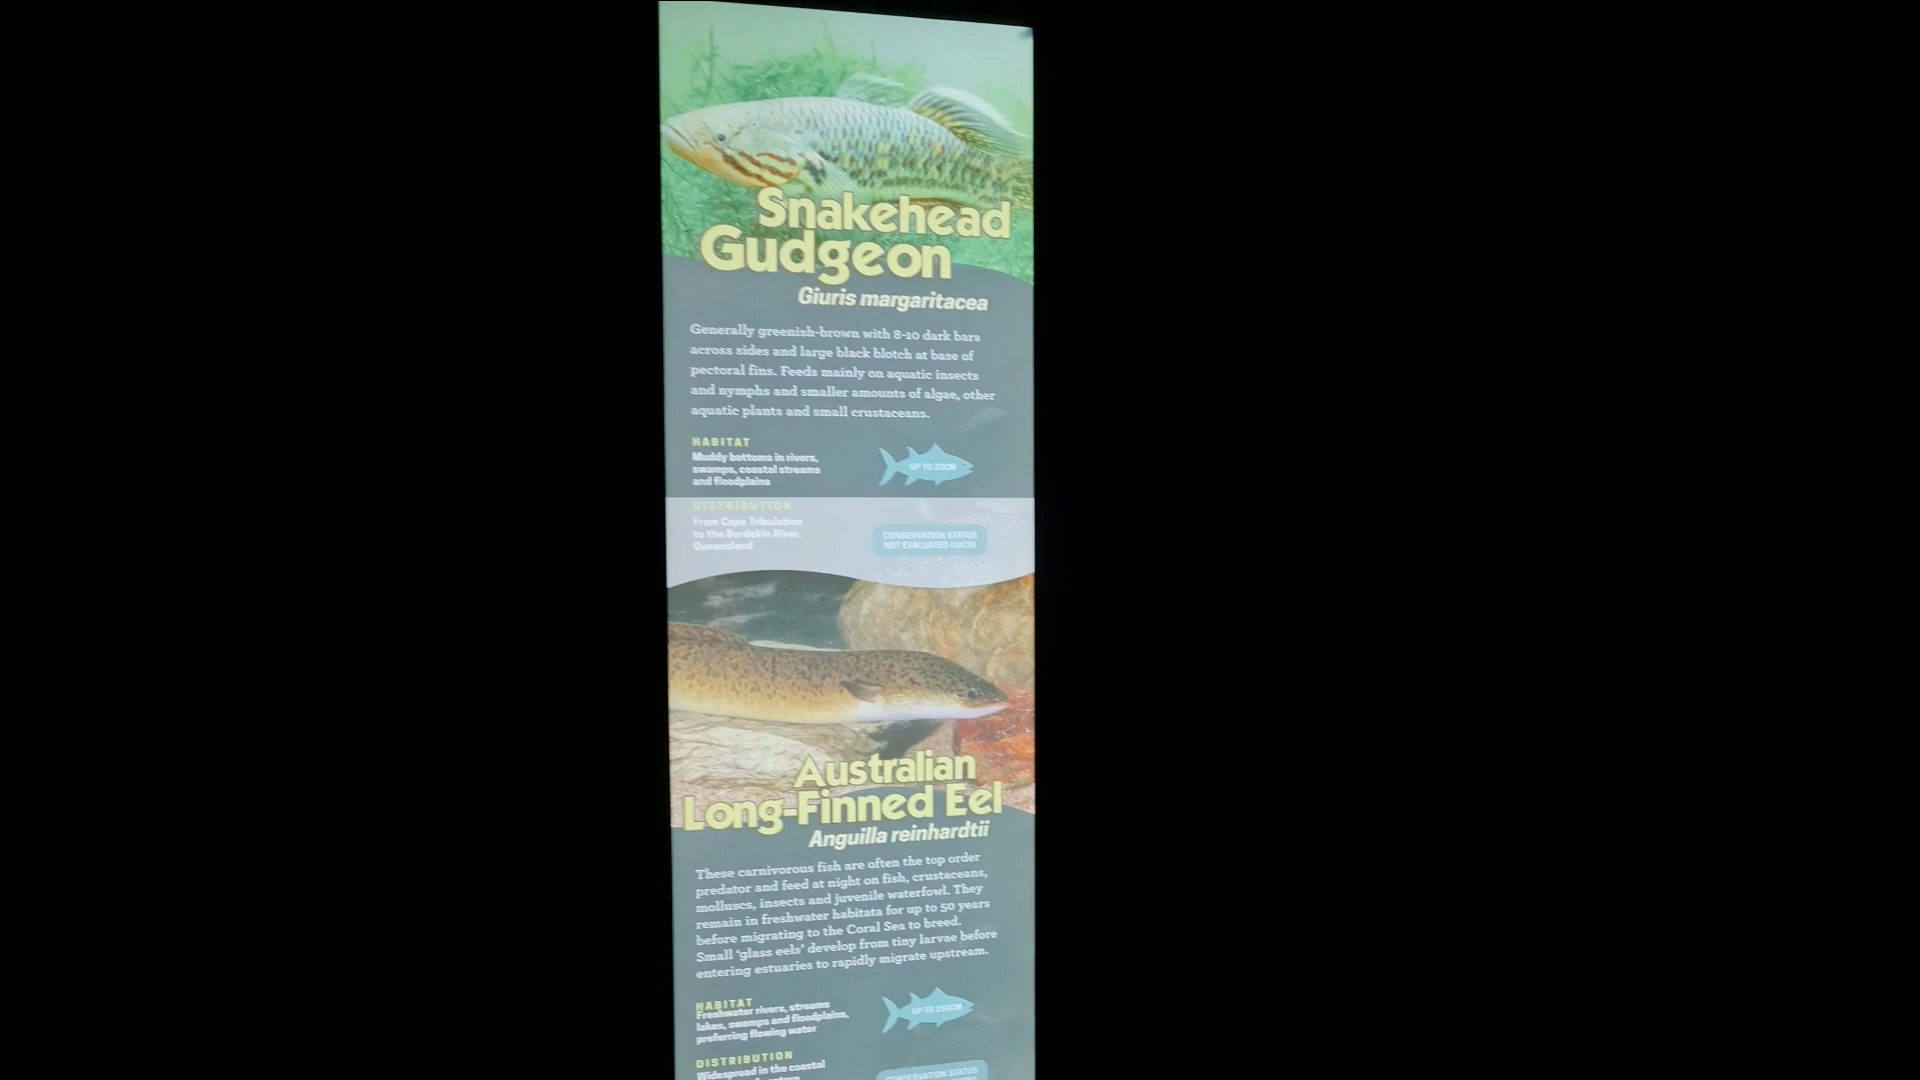 Snakehead
Gudgeon
Giuris margaritacea
Generally greenish-brown with 8-10 dark bars
across sides and large black blotch at base of
pectoral fins. Feeds mainly on aquatic insects
and nymphs and smaller amounts of algae, other
aquatic plants and small crustaceans.
HABITAT
Muddy bottoms in rivers,
swamps, coastal streams
and floodplains
UP TO 23CM
DISTRIBUTION
From Cape Tribulation
to the Burdekin River,
Queensland
CONSERVATION STATUS
NOT EVALUATED (IUCN)
Australian
Long-Finned Eel
Anguilla reinhardtii
These carnivorous fish are often the top order
predator and feed at night on fish, crustaceans,
molluscs, insects and juvenile waterfowl. They
remain in freshwater habitata for up to 50 years
before migrating to the Coral Sea to breed.
Small 'glass eels' develop from tiny larvae before
entering estuaries to rapidly migrate upstream.
HABITAT
Freshwater rivers, streams
lakes, swamps and floodplains,
preferring flowing water
UP TO 150CM
DISTRIBUTION
Widespread in the coastal
CONSERVATION STATUS